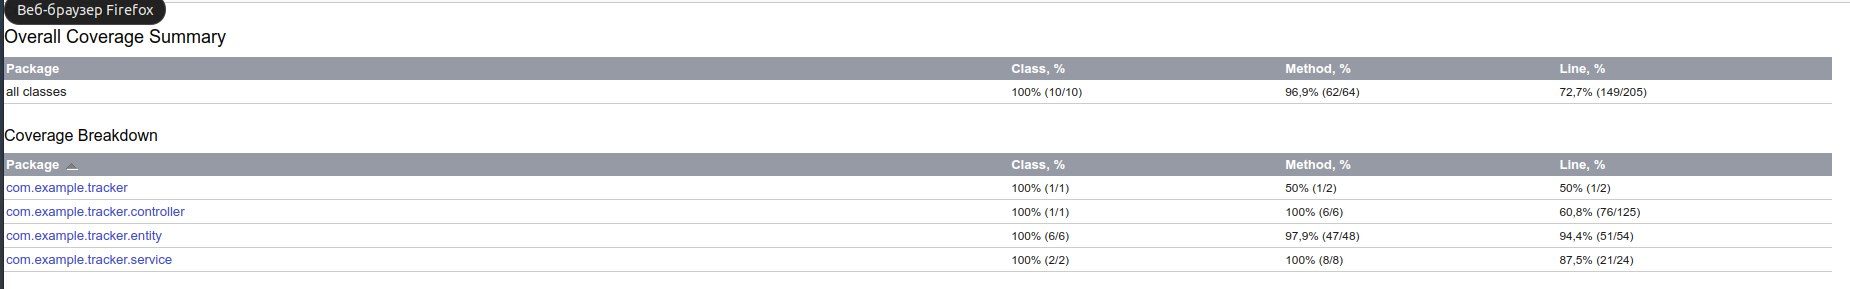 Веб-браузер Firefox
Overall Coverage Summary
Package Class, % Method, % Line, %
all classes 100% (10/10) 96,9% (62/64) 72,7% (149/205)
Coverage Breakdown
Package Class, % Method, % Line, %
com.example.tracker 100% (1/1) 50% (1/2) 50% (1/2)
com.example.tracker.controller 100% (1/1) 100% (6/6) 60,8% (76/125)
com.example.tracker.entity 100% (6/6) 97,9% (47/48) 94,4% (51/54)
com.example.tracker.service 100% (2/2) 100% (8/8) 87,5% (21/24)